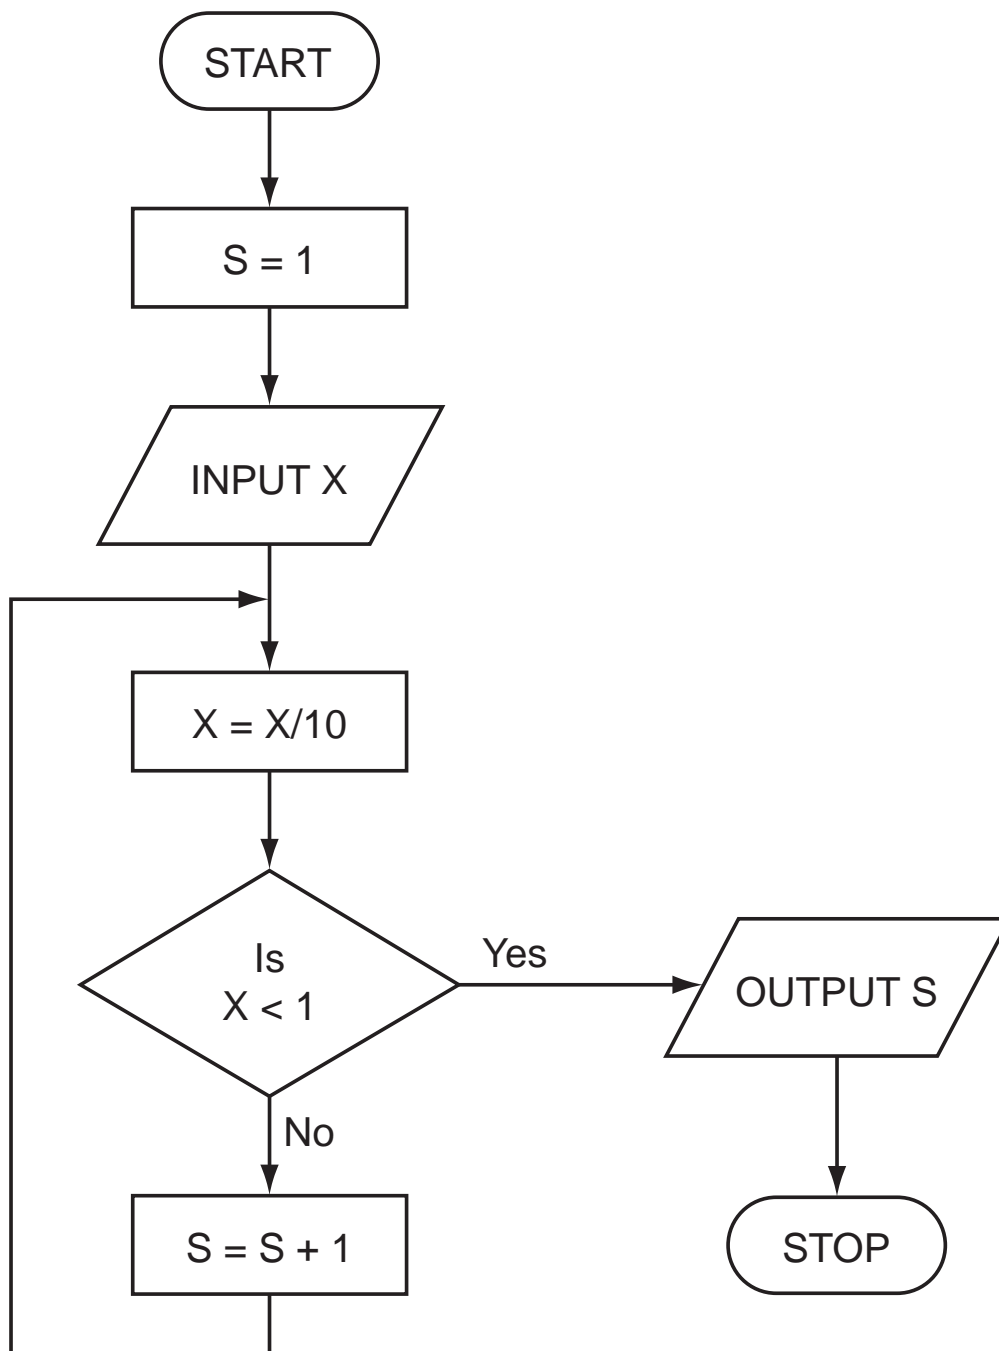 START
S = 1
INPUT X
X = X/10
Is
X < 1
Yes
OUTPUT S
No
S = S + 1
STOP